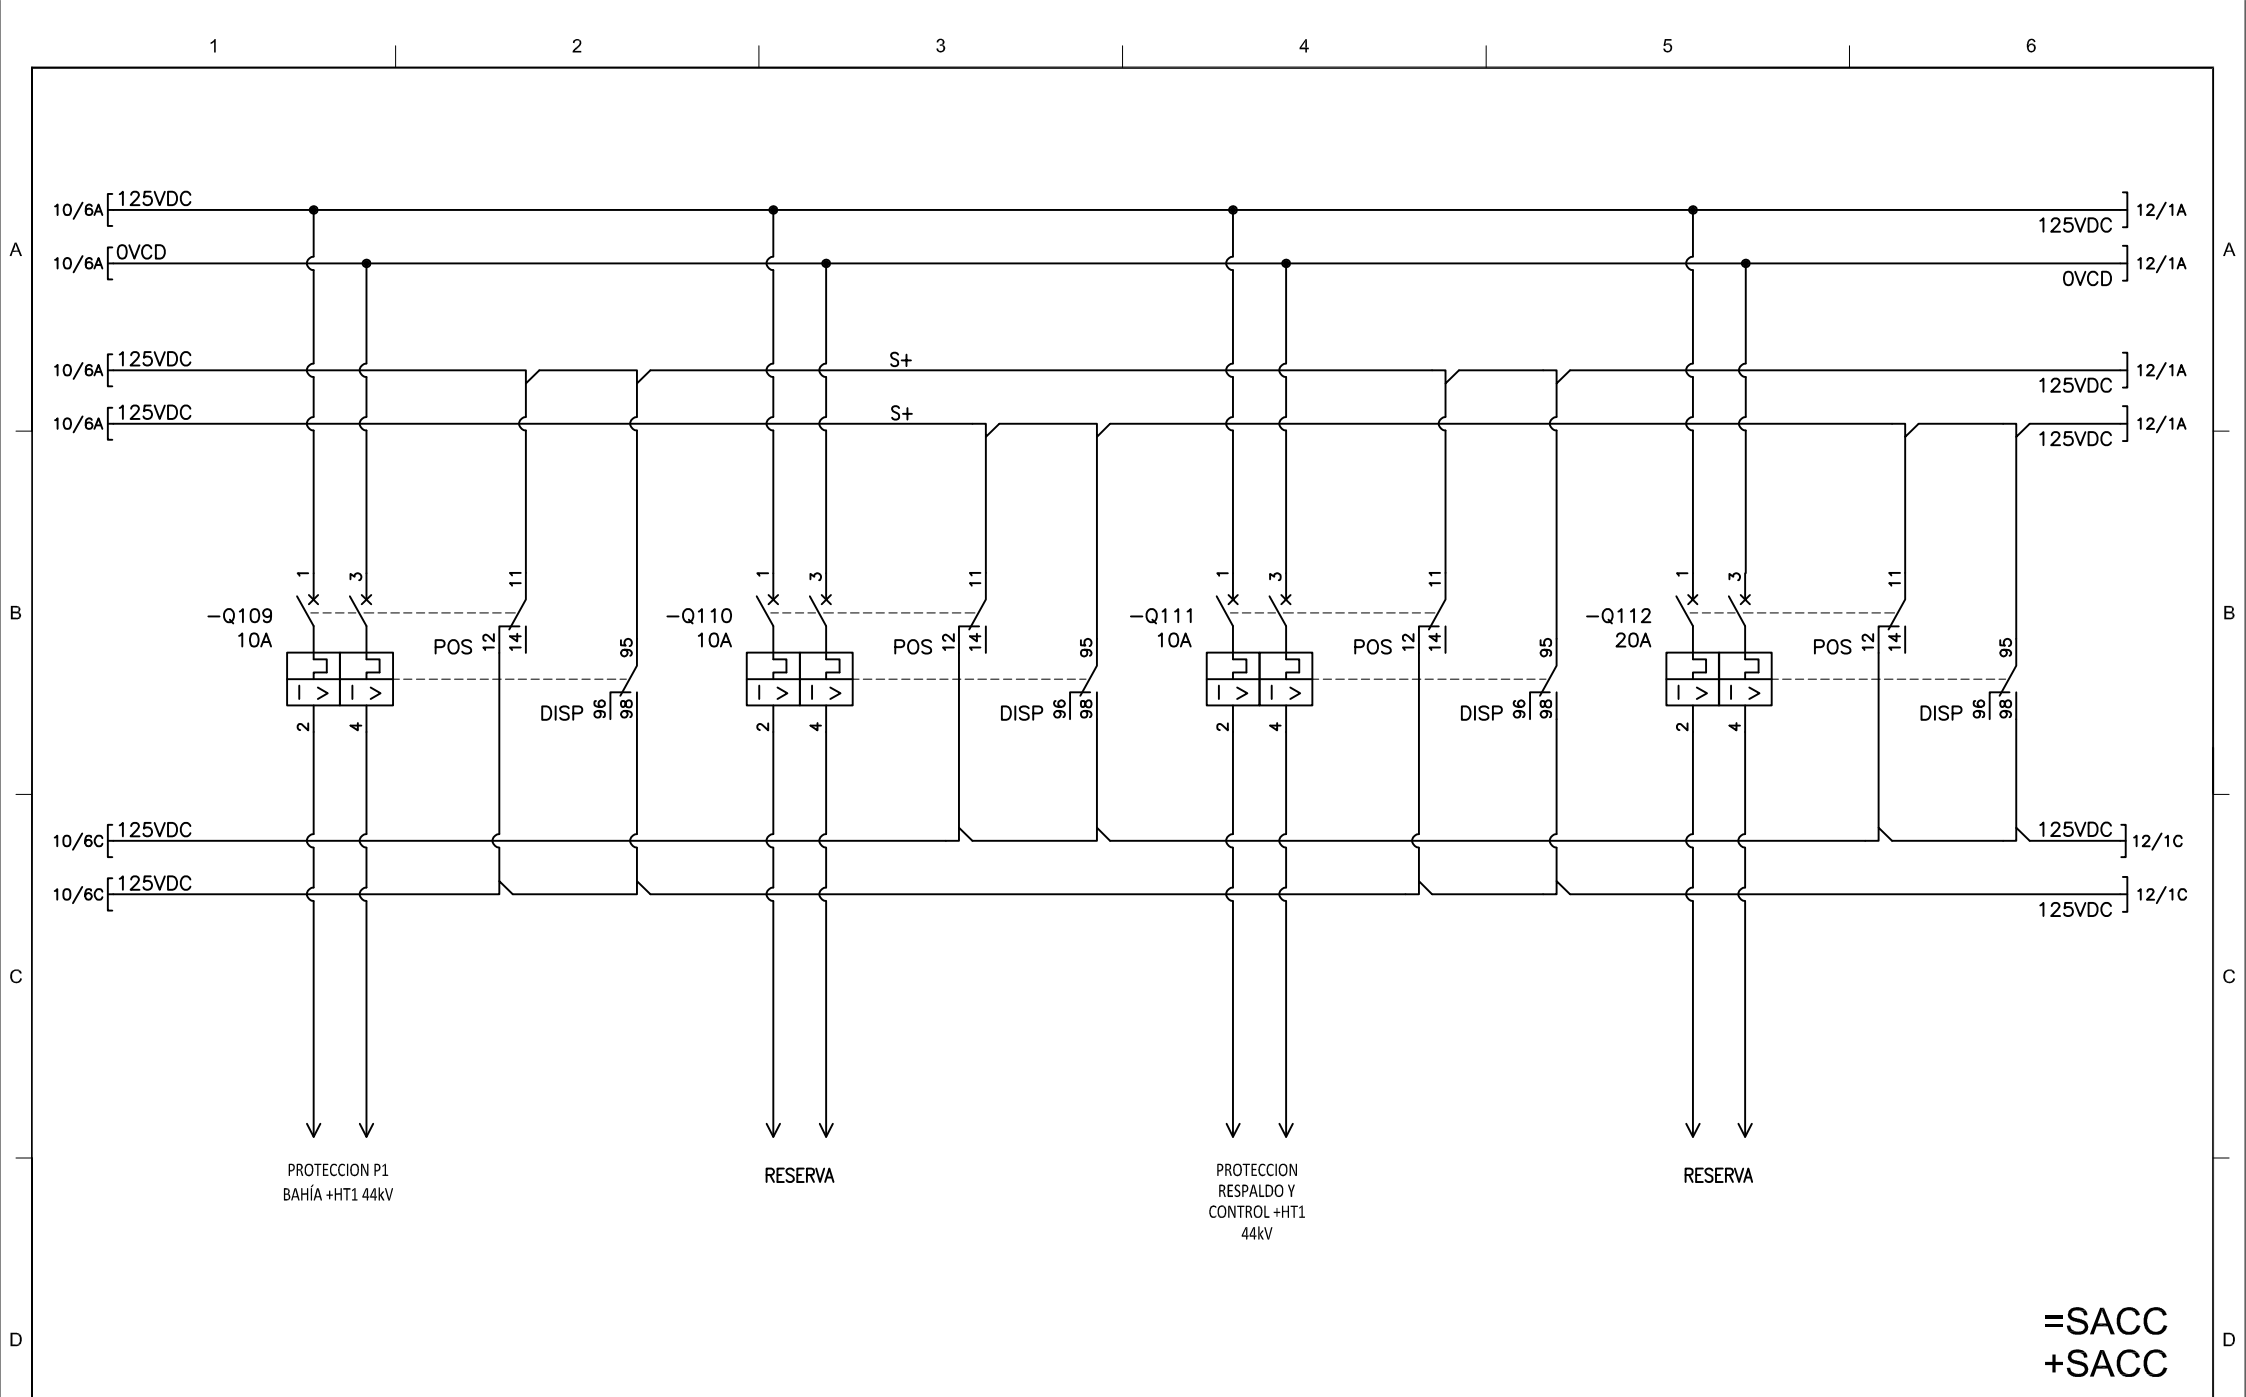 1 2 3 4 5 6
10/6A 125VDC 12/1A
125VDC
A 10/6A 0VCD 12/1A A
0VCD
10/6A 125VDC S+ 12/1A
125VDC
10/6A 125VDC S+ 12/1A
125VDC
1 3 11 1 3 11 1 3 11 1 3 11
B -Q109 -Q110 -Q111 -Q112 B
10A 10A 10A 20A
POS 12 14 95 POS 12 14 95 POS 12 14 95 POS 12 14 95
I > I > I > I > I > I > I > I >
DISP 96 98 DISP 96 98 DISP 96 98 DISP 96 98
2 4 2 4 2 4 2 4
10/6C 125VDC 125VDC 12/1C
10/6C 125VDC 12/1C
125VDC
C C
PROTECCION P1
BAHÍA +HT1 44kV
RESERVA
PROTECCION
RESPALDO Y
CONTROL +HT1
44kV
RESERVA
=SACC
D D
+SACC